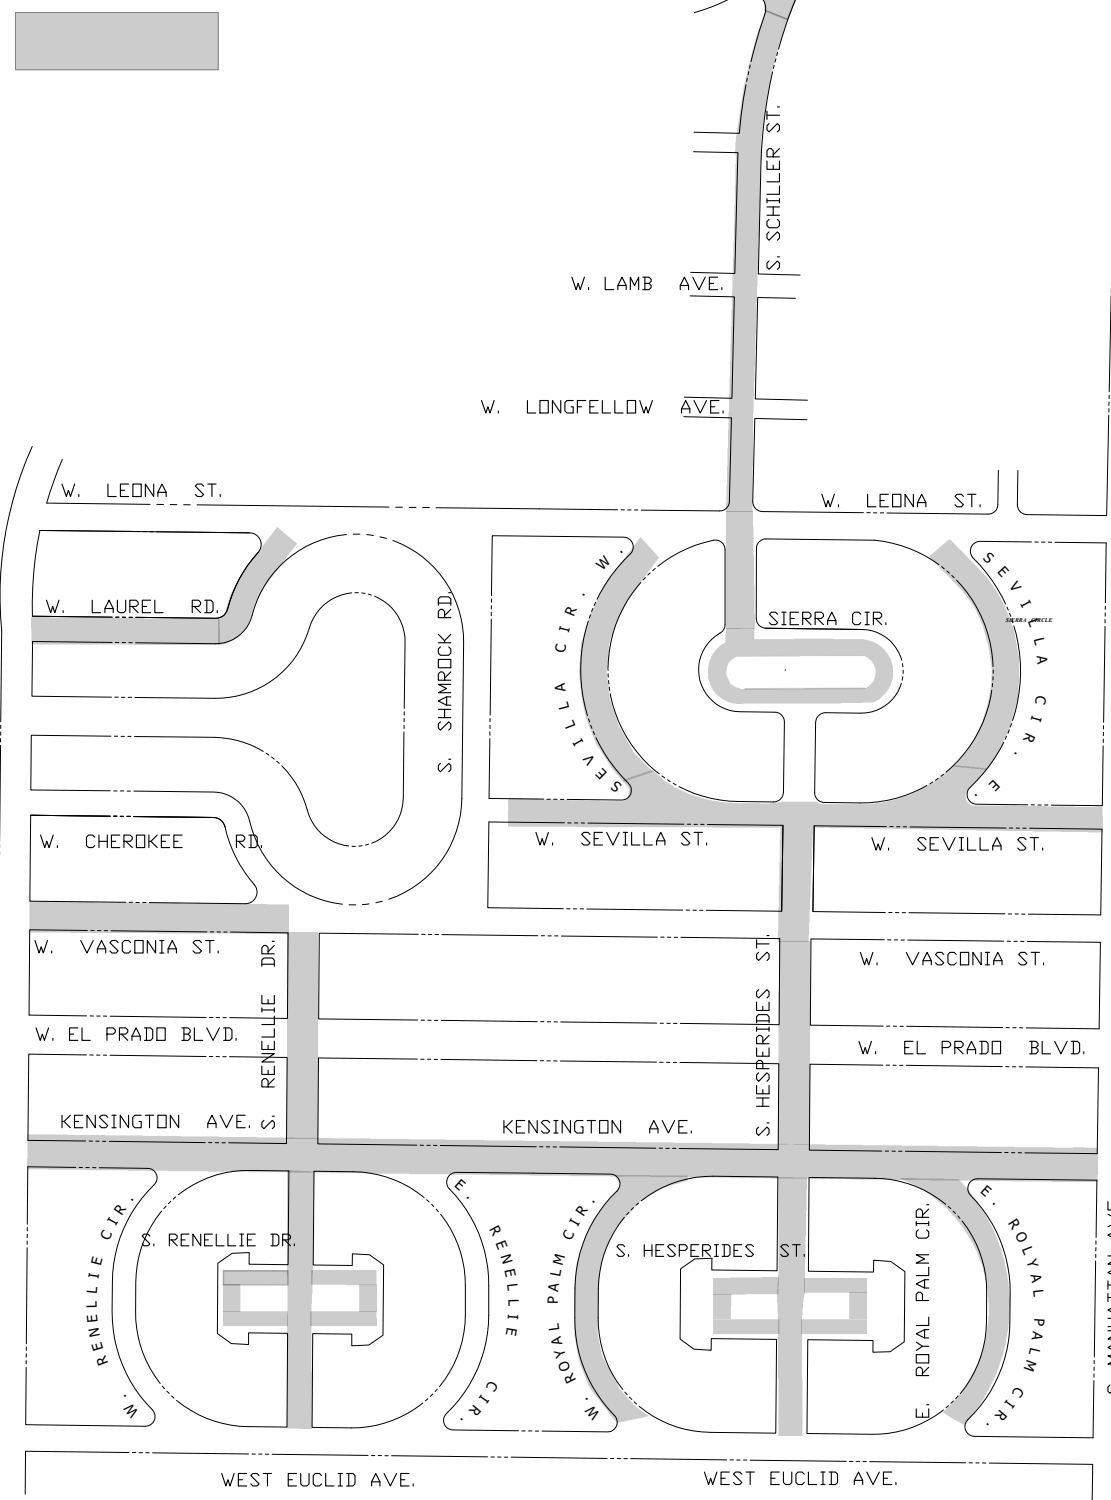 S. SCHILLER ST.
W. LAMB AVE.
W. LONGFELLOW AVE.
W. LEONA ST.
W. LEONA ST.
W. LAUREL RD.
S. SHAMROCK RD.
SEVILLA CIR. W.
SIERRA CIR.
SIERRA CIRCLE
SEVILLA CIR. E.
W. CHEROKEE RD.
W. SEVILLA ST.
W. SEVILLA ST.
W. VASCONIA ST.
S. RENELLIE DR.
S. HESPERIDES ST.
W. VASCONIA ST.
W. EL PRADO BLVD.
W. EL PRADO BLVD.
KENSINGTON AVE.
KENSINGTON AVE.
W. RENELLIE CIR.
S. RENELLIE DR.
E. RENELLIE CIR.
W. ROYAL PALM CIR.
S. HESPERIDES ST.
E. ROYAL PALM CIR.
E. ROLYAL PALM CIR.
WEST EUCLID AVE.
WEST EUCLID AVE.